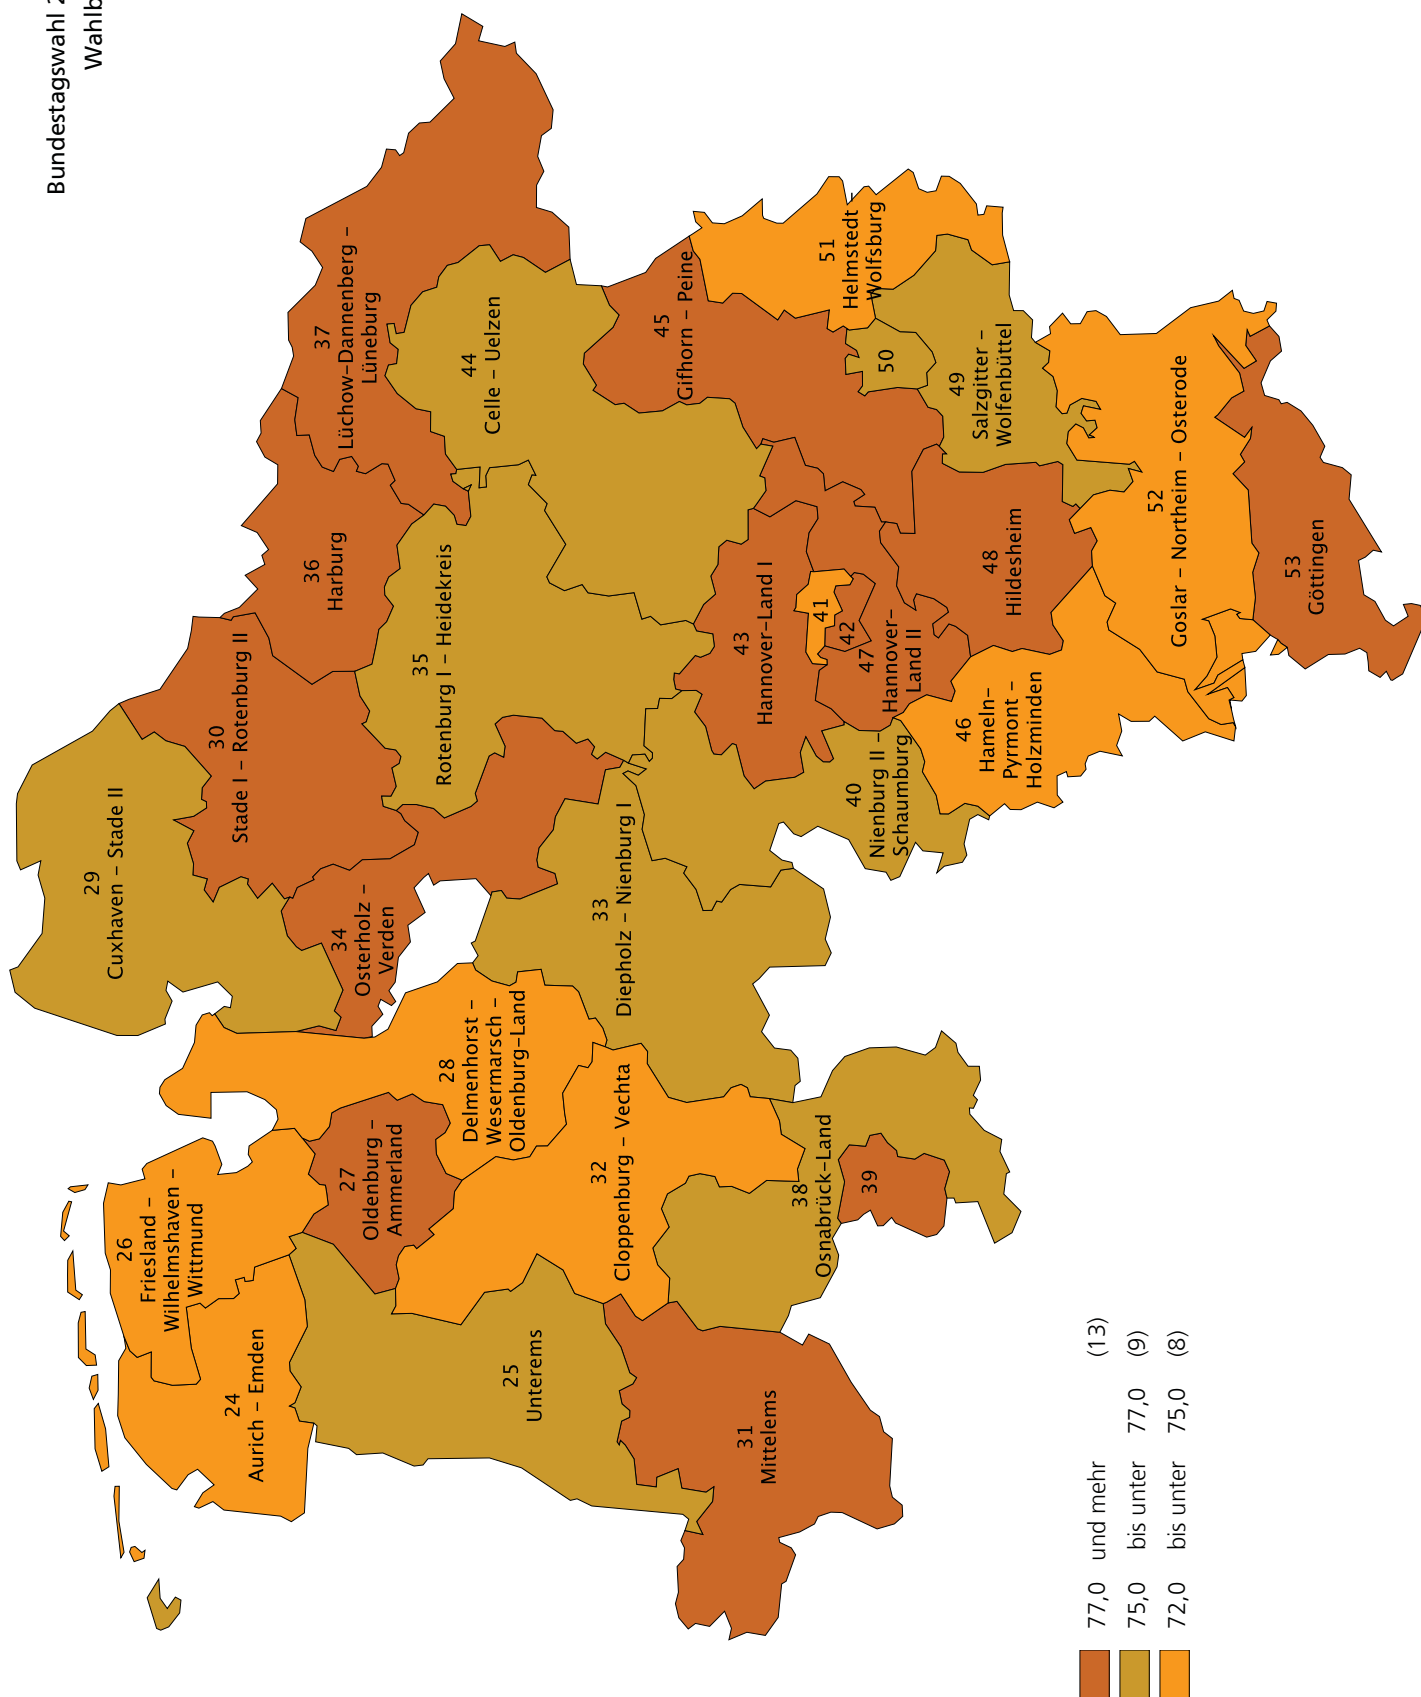 Bundestagswahl 2
Wahlb
24
Aurich – Emden
25
Unterems
26
Friesland –
Wilhelmshaven –
Wittmund
27
Oldenburg –
Ammerland
28
Delmenhorst –
Wesermarsch –
Oldenburg–Land
29
Cuxhaven – Stade II
30
Stade I – Rotenburg II
31
Mittelems
32
Cloppenburg – Vechta
33
Diepholz – Nienburg I
34
Osterholz –
Verden
35
Rotenburg I – Heidekreis
36
Harburg
37
Lüchow–Dannenberg –
Lüneburg
38
Osnabrück–Land
39
40
Nienburg II –
Schaumburg
41
42
43
Hannover–Land I
44
Celle – Uelzen
45
Gifhorn – Peine
46
Hameln–
Pyrmont –
Holzminden
47
Hannover–
Land II
48
Hildesheim
49
Salzgitter –
Wolfenbüttel
50
51
Helmstedt –
Wolfsburg
52
Goslar – Northeim – Osterode
53
Göttingen
77,0 und mehr (13)
75,0 bis unter 77,0 (9)
72,0 bis unter 75,0 (8)